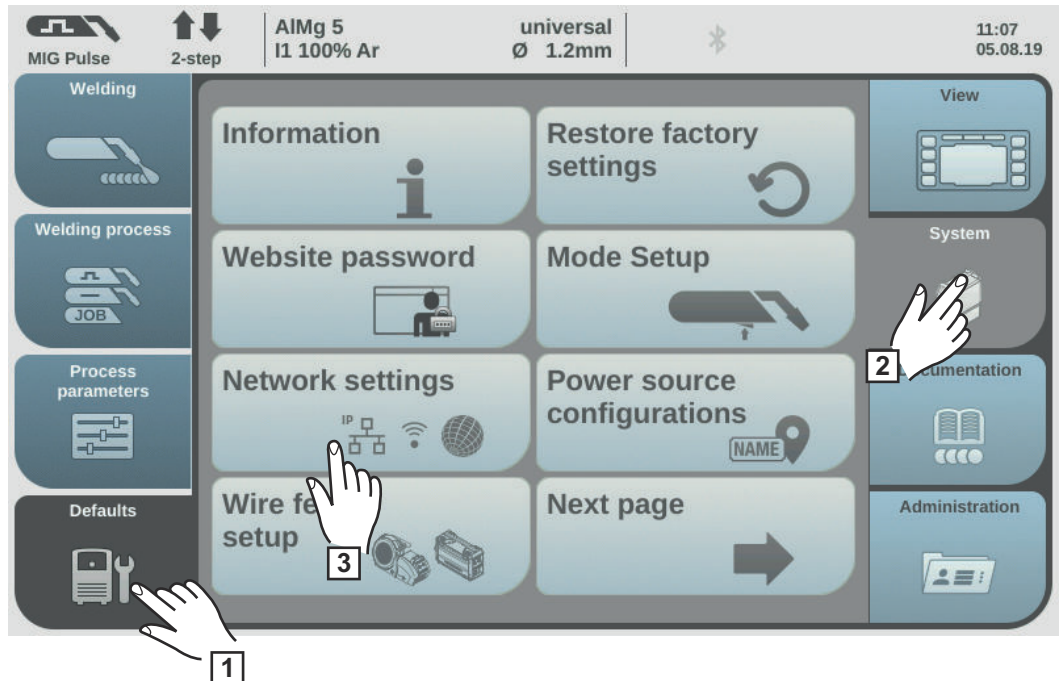 MIG Pulse
2-step
AlMg 5
I1 100% Ar
universal
Ø 1.2mm
11:07
05.08.19
Welding
Welding process
JOB
Process
parameters
Defaults
Information
Restore factory
settings
Website password
Mode Setup
Network settings
IP
Power source
configurations
NAME
Wire fe
setup
Next page
View
System
cumentation
Administration
1
2
3